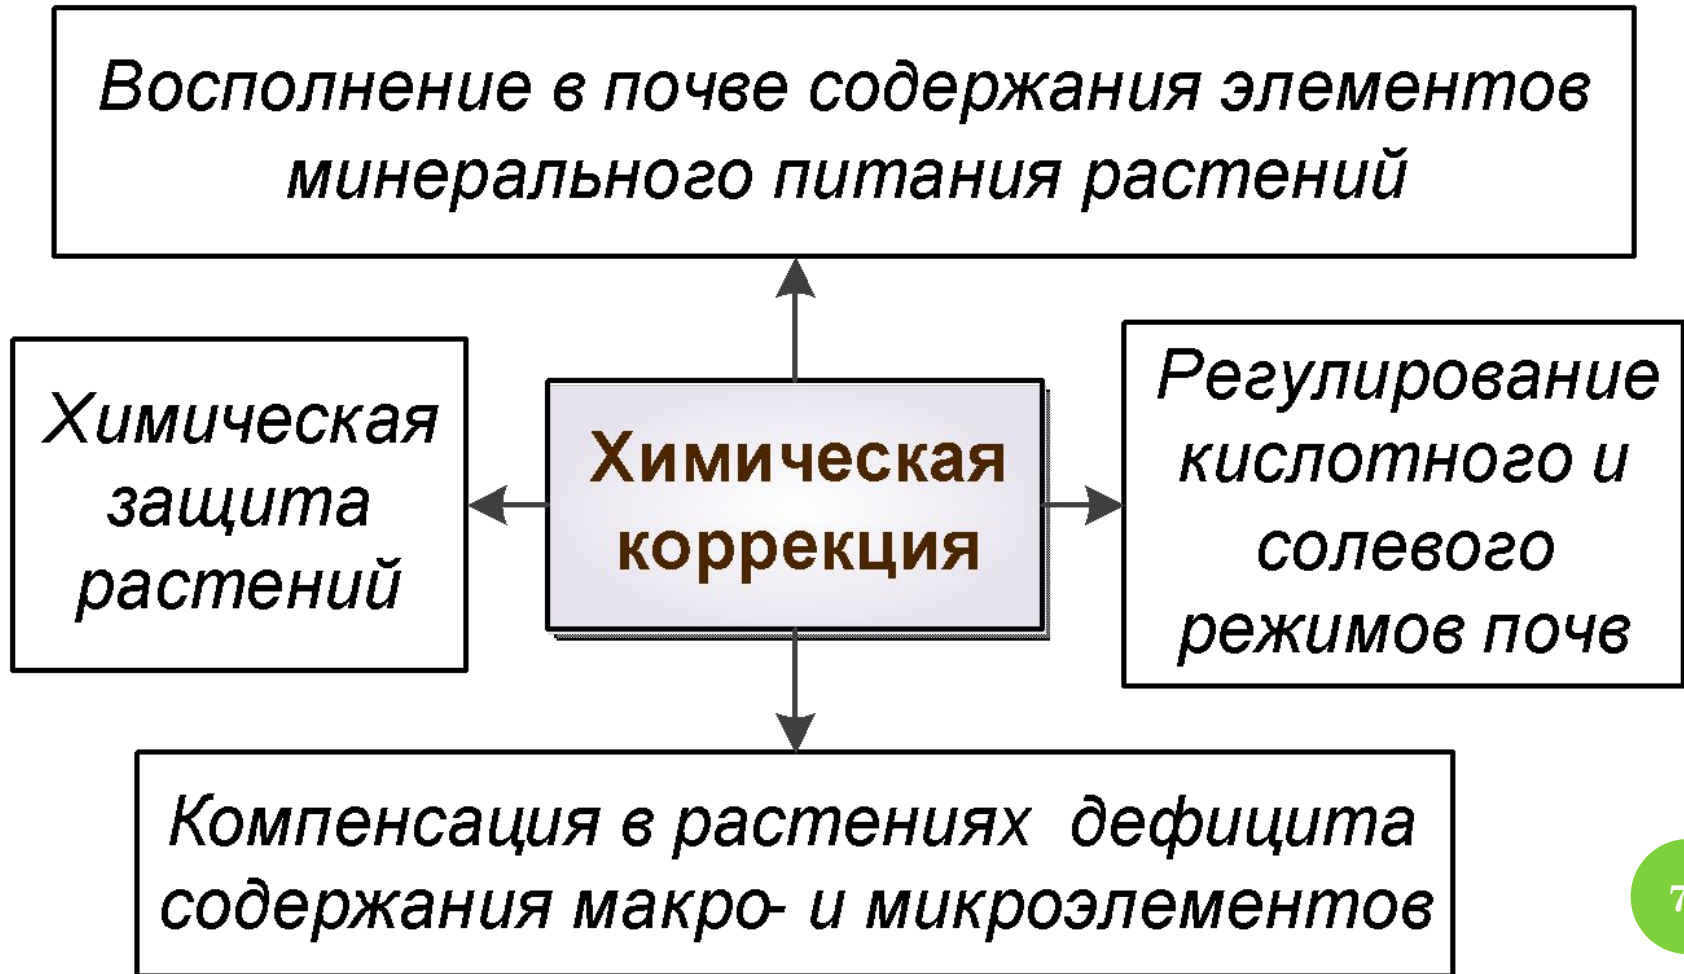 Восполнение в почве содержания элементов
минерального питания растений
Химическая
защита
растений
Химическая
коррекция
Регулирование
кислотного и
солевого
режимов почв
Компенсация в растениях дефицита
содержания макро- и микроэлементов
7